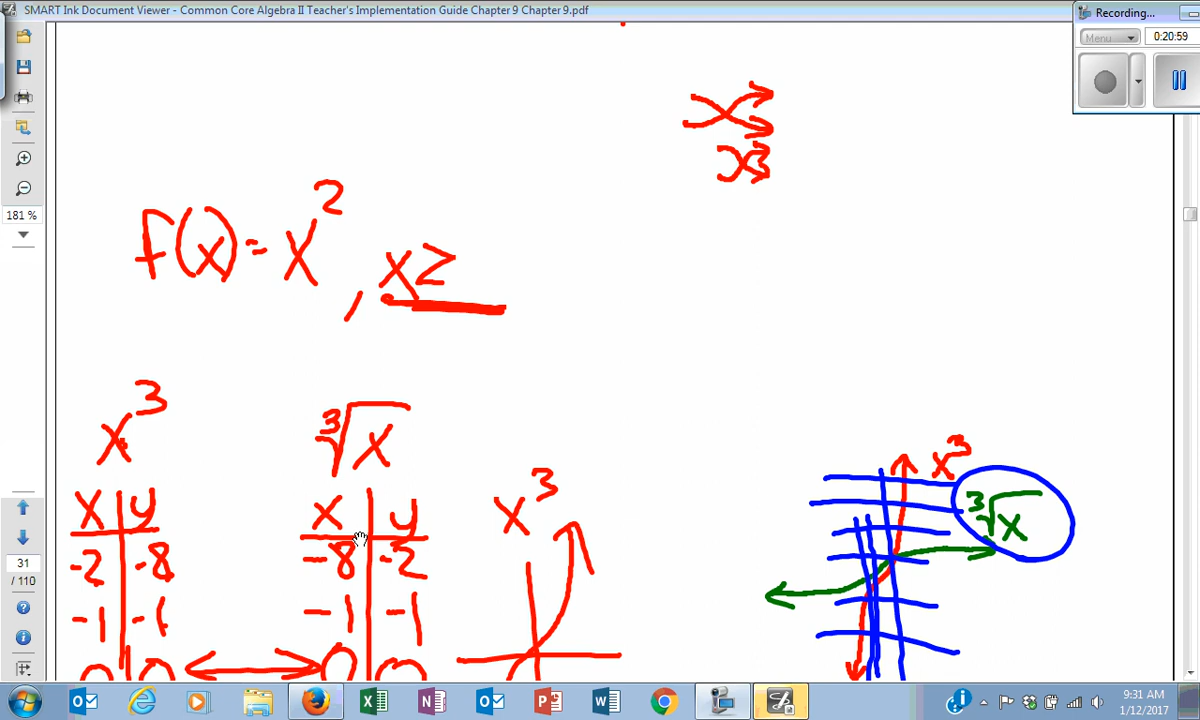 SMART Ink Document Viewer - Common Core Algebra II Teacher's Implementation Guide Chapter 9 Chapter 9.pdf
Recording...
Menu
0:20:59
181 %
31
/ 110
f(x) = x², x2
x³
x y
-2 -8
-1 -1
0 0
∛x
x y
-8 -2
-1 -1
0 0
x³
x³
∛x
9:31 AM
1/12/2017